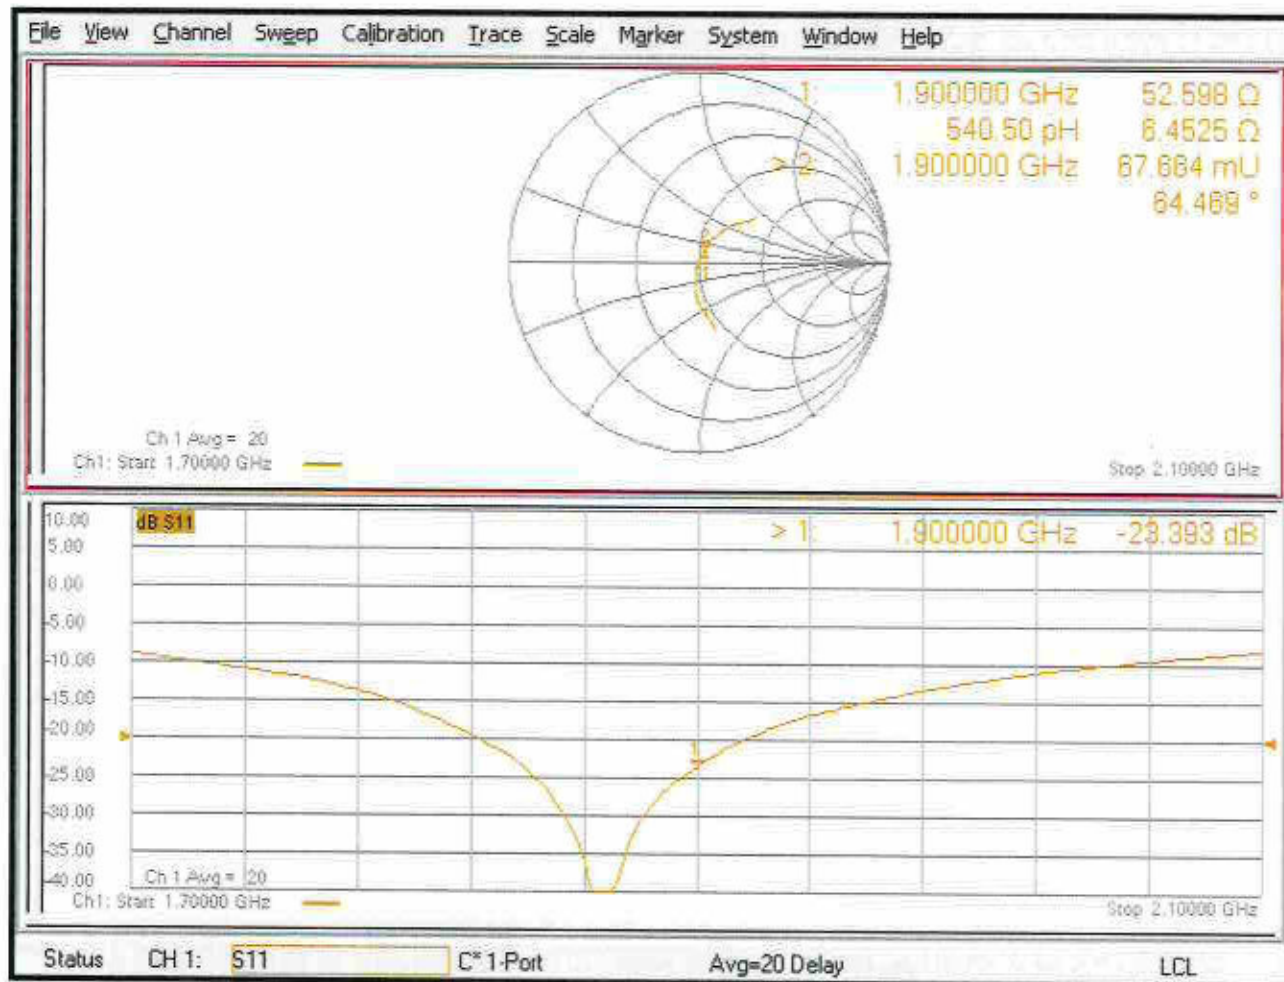 File View Channel Sweep Calibration Trace Scale Marker System Window Help
1: 1.900000 GHz 52.598 Ω
540.50 pH 6.4525 Ω
> 2: 1.900000 GHz 67.664 mU
64.469 °
Ch 1 Avg = 20
Ch1: Start 1.70000 GHz
Stop 2.10000 GHz
10.00
dB S11
> 1: 1.900000 GHz -23.393 dB
5.00
0.00
-5.00
-10.00
-15.00
-20.00
1
-25.00
-30.00
-35.00
-40.00
Ch 1 Avg = 20
Ch1: Start 1.70000 GHz
Stop 2.10000 GHz
Status CH 1: S11 C* 1-Port Avg=20 Delay LCL